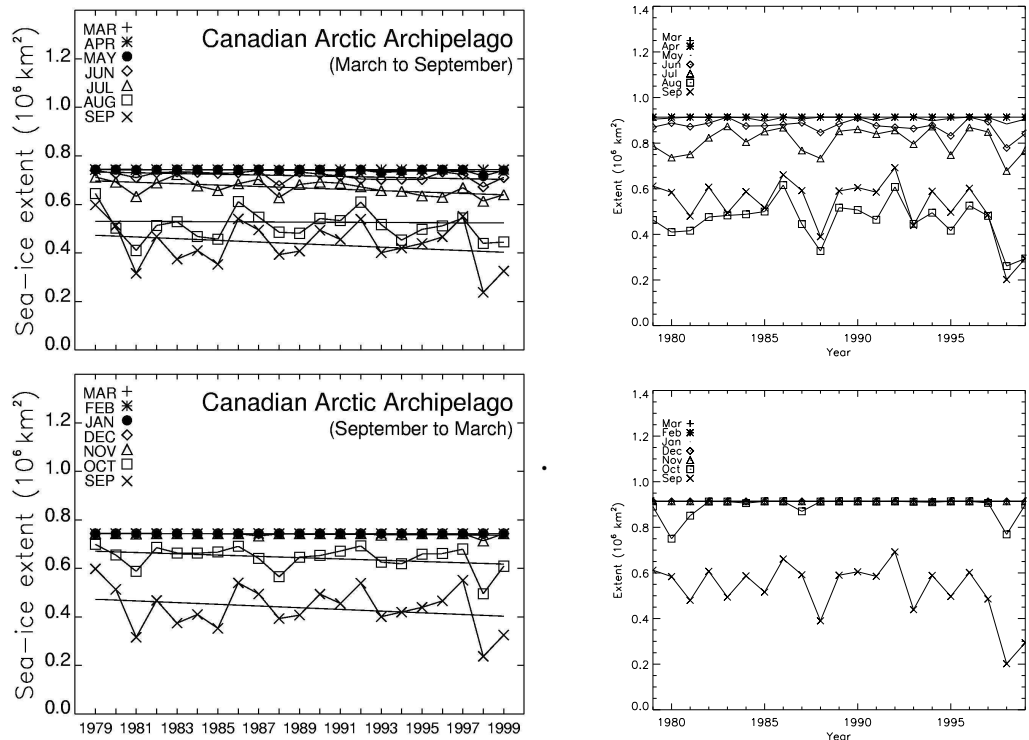 Canadian Arctic Archipelago
(March to September)
MAR
APR
MAY
JUN
JUL
AUG
SEP
Sea-ice extent (10⁶ km²)
1.2
1.0
0.8
0.6
0.4
0.2
0.0
Mar
Apr
May
Jun
Jul
Aug
Sep
Extent (10⁶ km²)
1.4
1.2
1.0
0.8
0.6
0.4
0.2
0.0
1980 1985 1990 1995
Year
Canadian Arctic Archipelago
(September to March)
MAR
FEB
JAN
DEC
NOV
OCT
SEP
Sea-ice extent (10⁶ km²)
1.2
1.0
0.8
0.6
0.4
0.2
0.0
1979 1981 1983 1985 1987 1989 1991 1993 1995 1997 1999
Mar
Feb
Jan
Dec
Nov
Oct
Sep
Extent (10⁶ km²)
1.4
1.2
1.0
0.8
0.6
0.4
0.2
0.0
1980 1985 1990 1995
Year